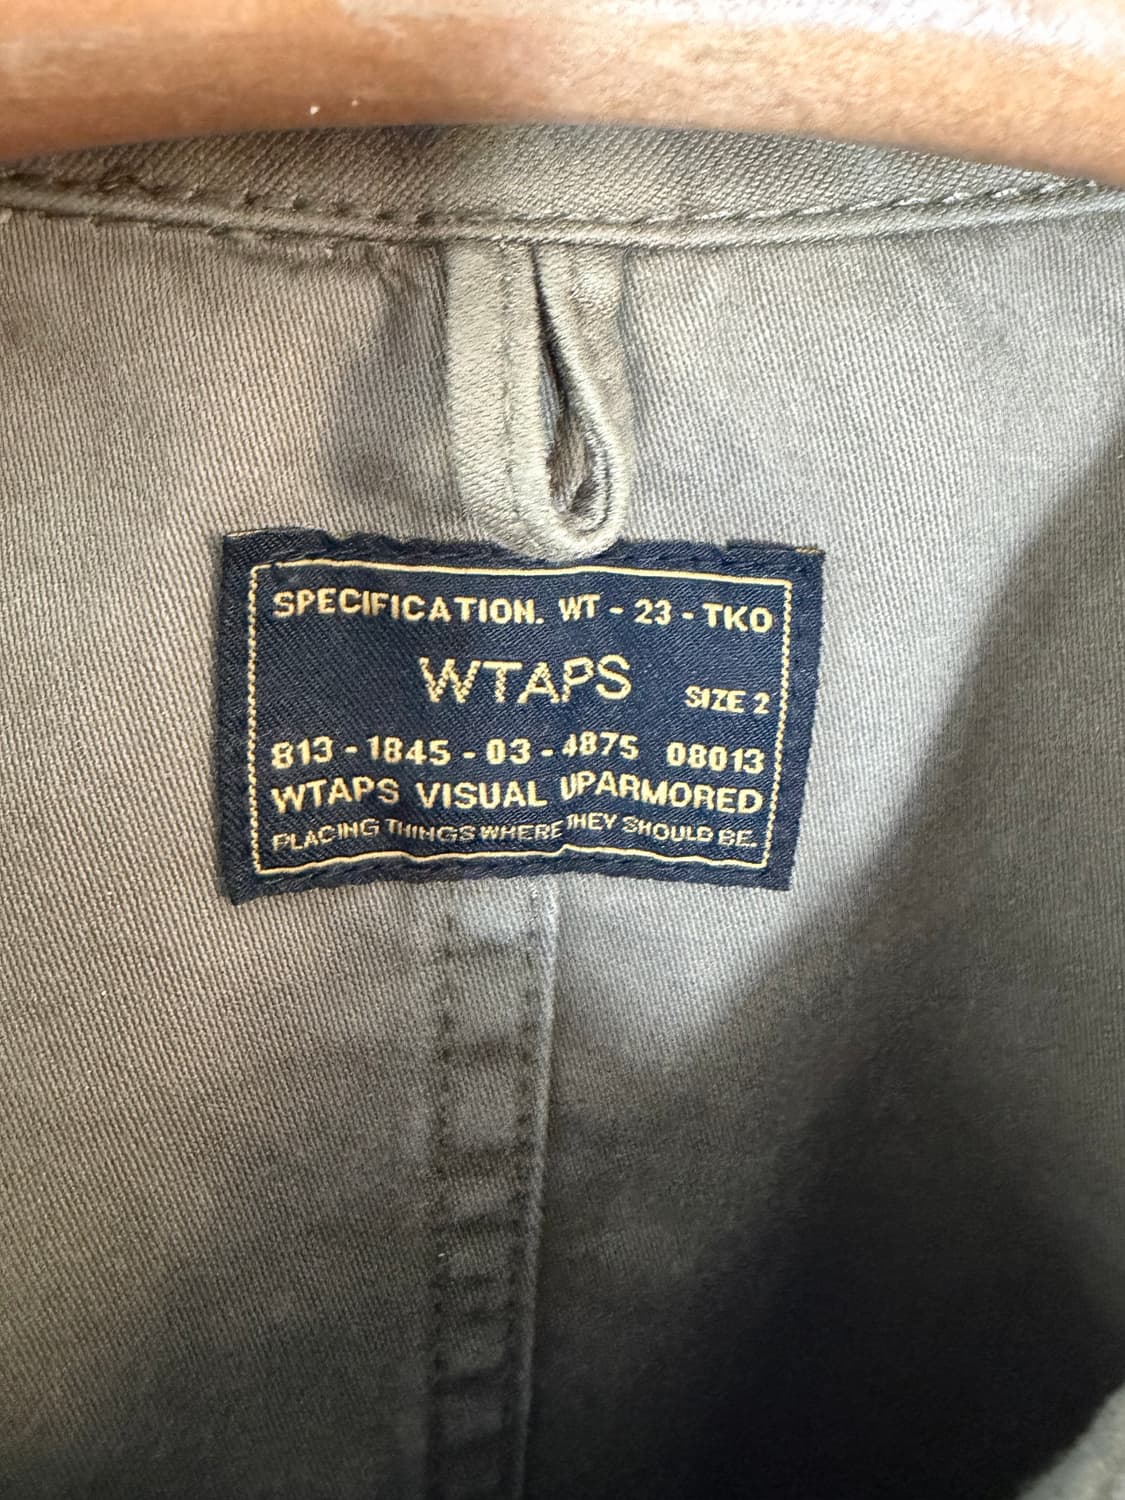 SPECIFICATION. WT - 23 - TKO
WTAPS SIZE 2
813 - 1845 - 03 - 4875 08013
WTAPS VISUAL UPARMORED
PLACING THINGS WHERE THEY SHOULD BE.